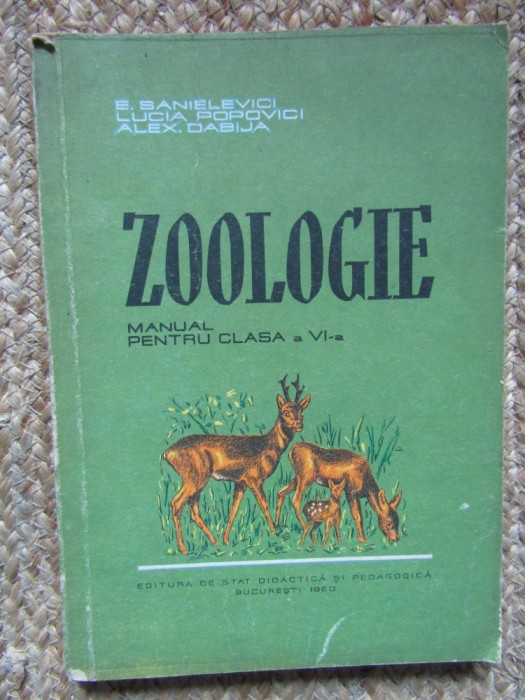 E. SANIELEVICI
LUCIA POPOVICI
ALEX. DABIJA
ZOOLOGIE
MANUAL
PENTRU CLASA a VI-a
EDITURA DE STAT DIDACTICĂ ȘI PEDAGOGICĂ
BUCUREȘTI 1960